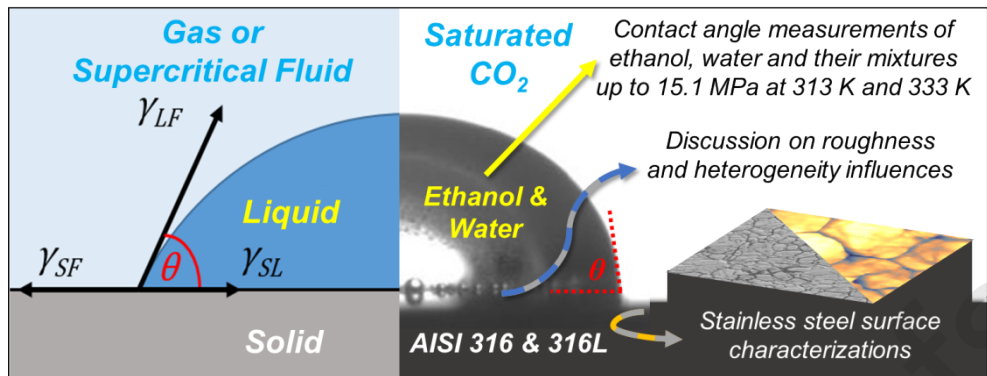 Gas or
Supercritical Fluid
γLF
Liquid
γSF
θ
γSL
Solid
Saturated
CO2
Ethanol &
Water
θ
AISI 316 & 316L
Contact angle measurements of
ethanol, water and their mixtures
up to 15.1 MPa at 313 K and 333 K
Discussion on roughness
and heterogeneity influences
Stainless steel surface
characterizations